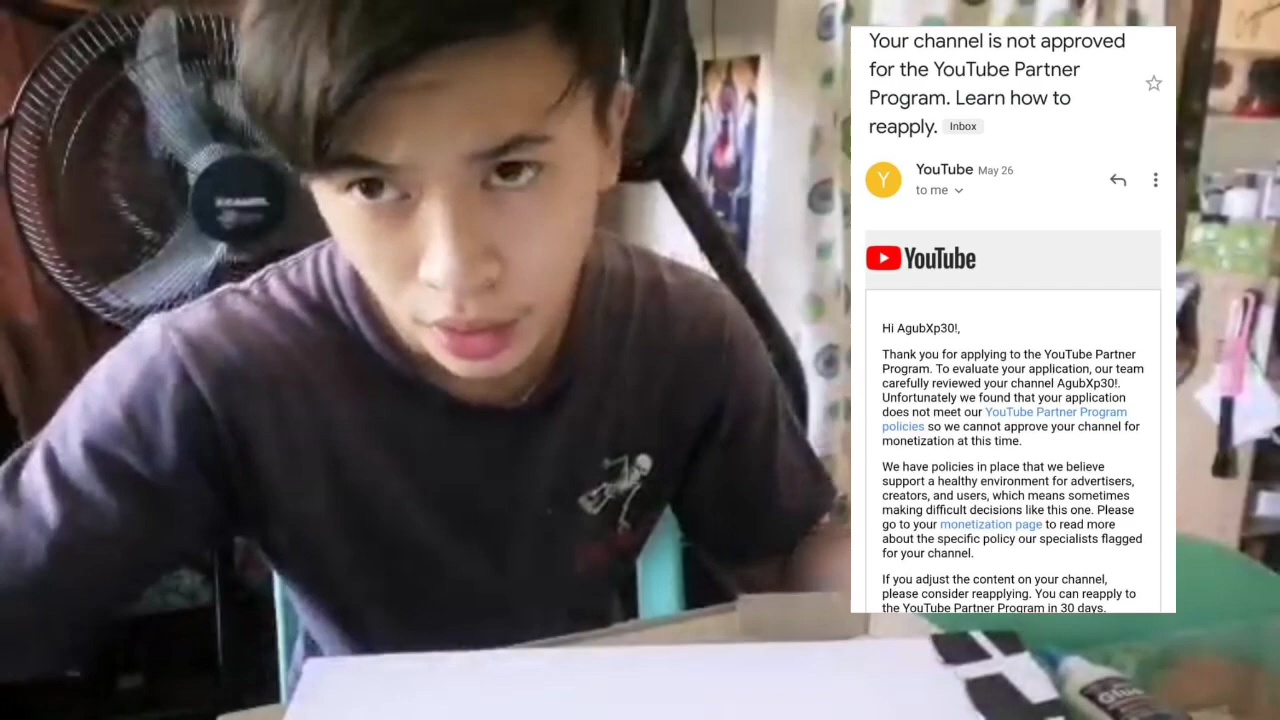 Your channel is not approved
for the YouTube Partner
Program. Learn how to
reapply. Inbox
YouTube May 26
to me
Y
YouTube
Hi AgubXp30!,
Thank you for applying to the YouTube Partner
Program. To evaluate your application, our team
carefully reviewed your channel AgubXp30!.
Unfortunately we found that your application
does not meet our YouTube Partner Program
policies so we cannot approve your channel for
monetization at this time.
We have policies in place that we believe
support a healthy environment for advertisers,
creators, and users, which means sometimes
making difficult decisions like this one. Please
go to your monetization page to read more
about the specific policy our specialists flagged
for your channel.
If you adjust the content on your channel,
please consider reapplying. You can reapply to
the YouTube Partner Program in 30 days.
Glue